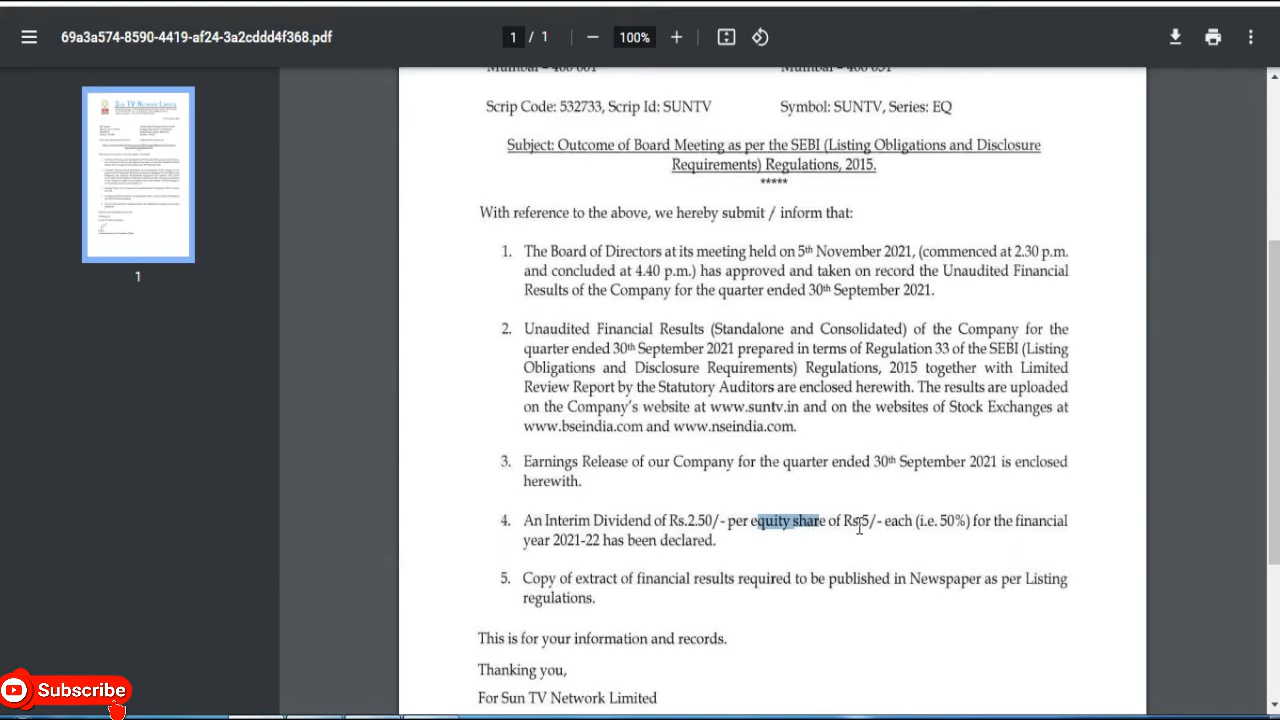 69a3a574-8590-4419-af24-3a2cddd4f368.pdf
1 / 1
100%
Scrip Code: 532733, Scrip Id: SUNTV
Symbol: SUNTV, Series: EQ
Subject: Outcome of Board Meeting as per the SEBI (Listing Obligations and Disclosure
Requirements) Regulations, 2015.
*****
With reference to the above, we hereby submit / inform that:
1. The Board of Directors at its meeting held on 5th November 2021, (commenced at 2.30 p.m.
and concluded at 4.40 p.m.) has approved and taken on record the Unaudited Financial
Results of the Company for the quarter ended 30th September 2021.
2. Unaudited Financial Results (Standalone and Consolidated) of the Company for the
quarter ended 30th September 2021 prepared in terms of Regulation 33 of the SEBI (Listing
Obligations and Disclosure Requirements) Regulations, 2015 together with Limited
Review Report by the Statutory Auditors are enclosed herewith. The results are uploaded
on the Company's website at www.suntv.in and on the websites of Stock Exchanges at
www.bseindia.com and www.nseindia.com.
3. Earnings Release of our Company for the quarter ended 30th September 2021 is enclosed
herewith.
4. An Interim Dividend of Rs.2.50/- per equity share of Rs.5/- each (i.e. 50%) for the financial
year 2021-22 has been declared.
5. Copy of extract of financial results required to be published in Newspaper as per Listing
regulations.
This is for your information and records.
Thanking you,
For Sun TV Network Limited
SUN TV NETWORK LIMITED
1
Subscribe